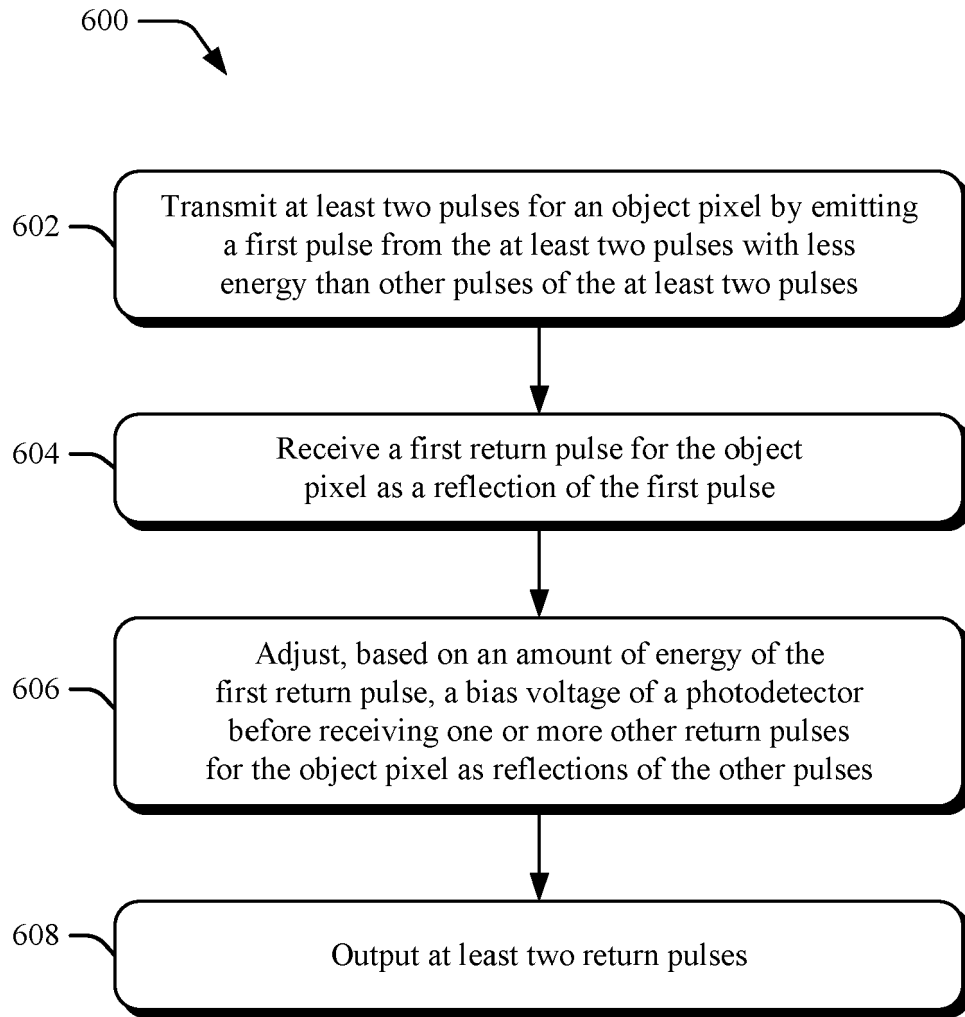 600
602
Transmit at least two pulses for an object pixel by emitting
a first pulse from the at least two pulses with less
energy than other pulses of the at least two pulses
604
Receive a first return pulse for the object
pixel as a reflection of the first pulse
606
Adjust, based on an amount of energy of the
first return pulse, a bias voltage of a photodetector
before receiving one or more other return pulses
for the object pixel as reflections of the other pulses
608
Output at least two return pulses